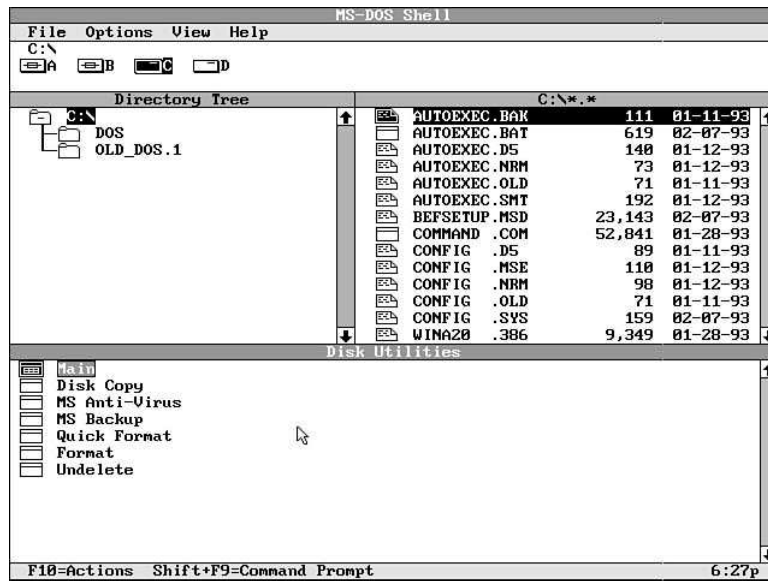 MS-DOS Shell
File Options View Help
C:\
A B C D
Directory Tree
C:\
DOS
OLD_DOS.1
C:\*.*
AUTOEXEC.BAK 111 01-11-93
AUTOEXEC.BAT 619 02-07-93
AUTOEXEC.D5 140 01-12-93
AUTOEXEC.NRM 73 01-12-93
AUTOEXEC.OLD 71 01-11-93
AUTOEXEC.SMT 192 01-12-93
BEFSETUP.MSD 23,143 02-07-93
COMMAND .COM 52,841 01-28-93
CONFIG .D5 89 01-11-93
CONFIG .MSE 110 01-12-93
CONFIG .NRM 98 01-12-93
CONFIG .OLD 71 01-11-93
CONFIG .SYS 159 02-07-93
WINA20 .386 9,349 01-28-93
Disk Utilities
Main
Disk Copy
MS Anti-Virus
MS Backup
Quick Format
Format
Undelete
F10=Actions Shift+F9=Command Prompt 6:27p